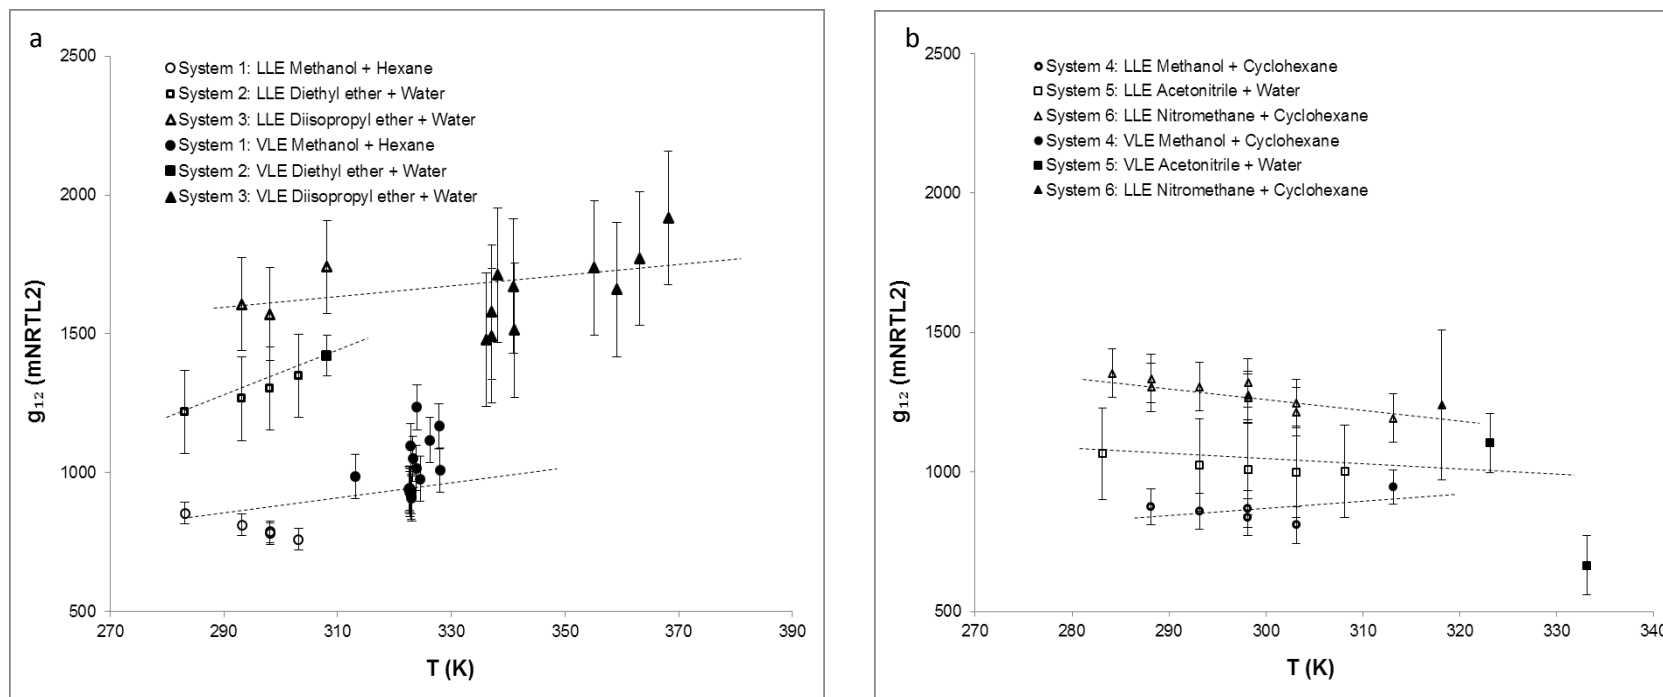 a
2500
2000
1500
1000
500
g₁₂ (mNRTL2)
○System 1: LLE Methanol + Hexane
□System 2: LLE Diethyl ether + Water
△System 3: LLE Diisopropyl ether + Water
●System 1: VLE Methanol + Hexane
■System 2: VLE Diethyl ether + Water
▲System 3: VLE Diisopropyl ether + Water
270 290 310 330 350 370 390
T (K)
b
2500
2000
1500
1000
500
g₁₂ (mNRTL2)
○System 4: LLE Methanol + Cyclohexane
□System 5: LLE Acetonitrile + Water
△System 6: LLE Nitromethane + Cyclohexane
●System 4: VLE Methanol + Cyclohexane
■System 5: VLE Acetonitrile + Water
▲System 6: LLE Nitromethane + Cyclohexane
270 280 290 300 310 320 330 340
T (K)